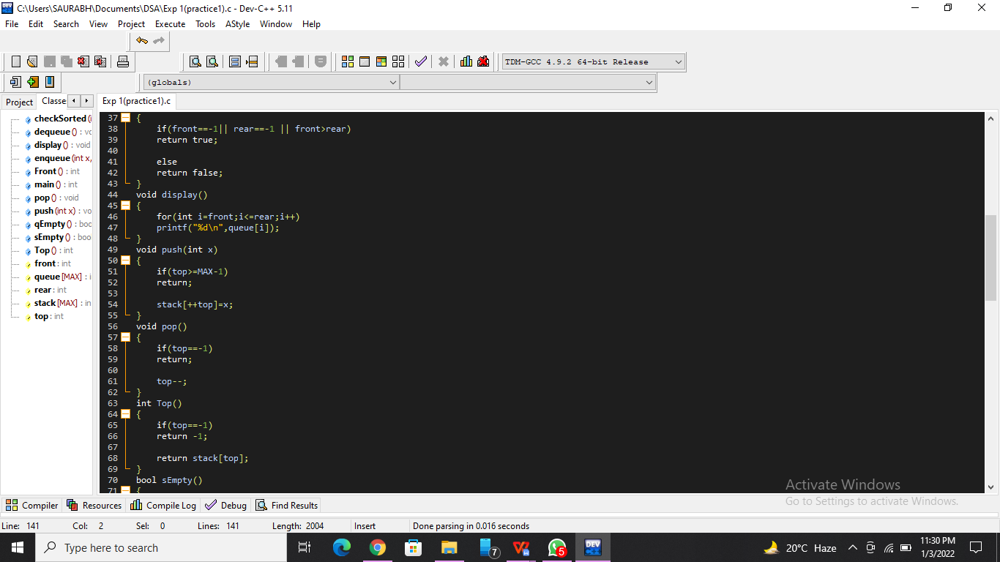 C:\Users\SAURABH\Documents\DSA\Exp 1(practice1).c - Dev-C++ 5.11
File Edit Search View Project Execute Tools AStyle Window Help
TDM-GCC 4.9.2 64-bit Release
(globals)
Project Classe
Exp 1(practice1).c
checkSorted (i
dequeue () : vc
display () : void
enqueue (int x,
Front () : int
main () : int
pop () : void
push (int x) : vo
qEmpty () : boo
sEmpty () : boo
Top () : int
front : int
queue [MAX] : i
rear : int
stack [MAX] : in
top : int
37 {
38 if(front==-1|| rear==-1 || front>rear)
39 return true;
40
41 else
42 return false;
43 }
44 void display()
45 {
46 for(int i=front;i<=rear;i++)
47 printf("%d\n",queue[i]);
48 }
49 void push(int x)
50 {
51 if(top>=MAX-1)
52 return;
53
54 stack[++top]=x;
55 }
56 void pop()
57 {
58 if(top==-1)
59 return;
60
61 top--;
62 }
63 int Top()
64 {
65 if(top==-1)
66 return -1;
67
68 return stack[top];
69 }
70 bool sEmpty()
71 {
Activate Windows
Go to Settings to activate Windows.
Compiler Resources Compile Log Debug Find Results
Line: 141 Col: 2 Sel: 0 Lines: 141 Length: 2004 Insert Done parsing in 0.016 seconds
Type here to search
7
5
DEV
20°C Haze
11:30 PM
1/3/2022